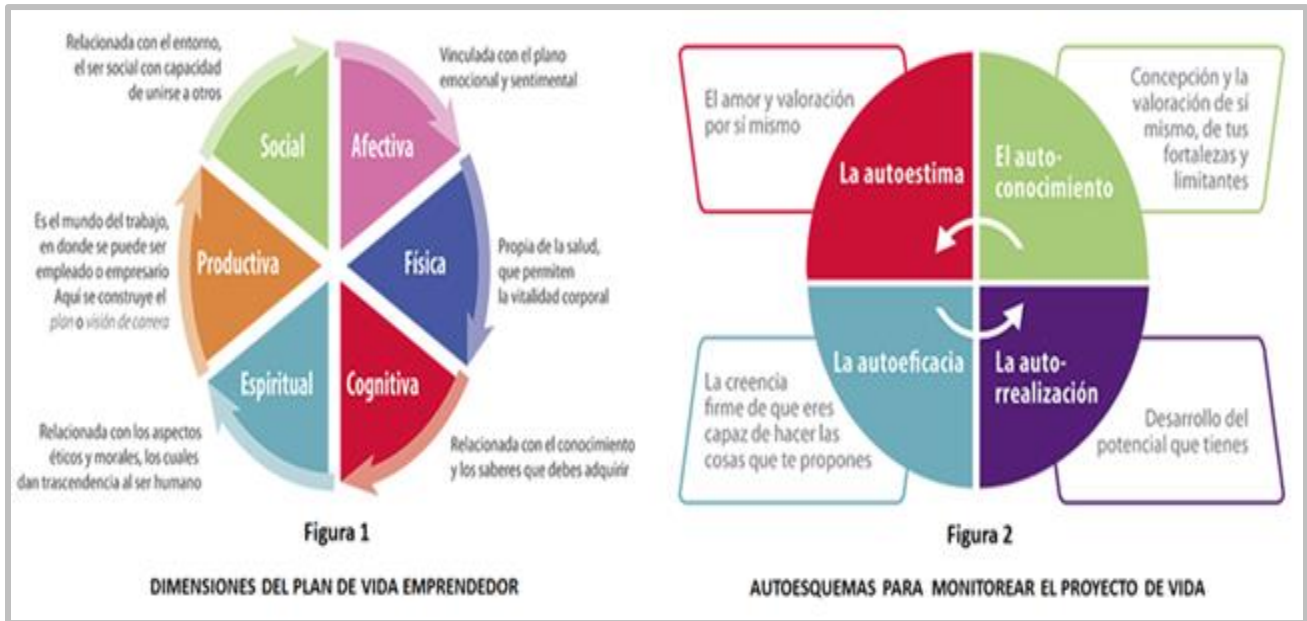 Relacionada con el entorno,
el ser social con capacidad
de unirse a otros
Social
Afectiva
Vinculada con el plano
emocional y sentimental
Es el mundo del trabajo,
en donde se puede ser
empleado o empresario
Aquí se construye el
plan o visión de carrera
Productiva
Física
Propia de la salud,
que permiten
la vitalidad corporal
Espiritual
Cognitiva
Relacionada con los aspectos
éticos y morales, los cuales
dan trascendencia al ser humano
Relacionada con el conocimiento
y los saberes que debes adquirir
Figura 1
DIMENSIONES DEL PLAN DE VIDA EMPRENDEDOR
El amor y valoración
por sí mismo
La autoestima
El auto-
conocimiento
Concepción y la
valoración de sí
mismo, de tus
fortalezas y
limitantes
La creencia
firme de que eres
capaz de hacer las
cosas que te propones
La autoeficacia
La auto-
rrealización
Desarrollo del
potencial que tienes
Figura 2
AUTOESQUEMAS PARA MONITOREAR EL PROYECTO DE VIDA